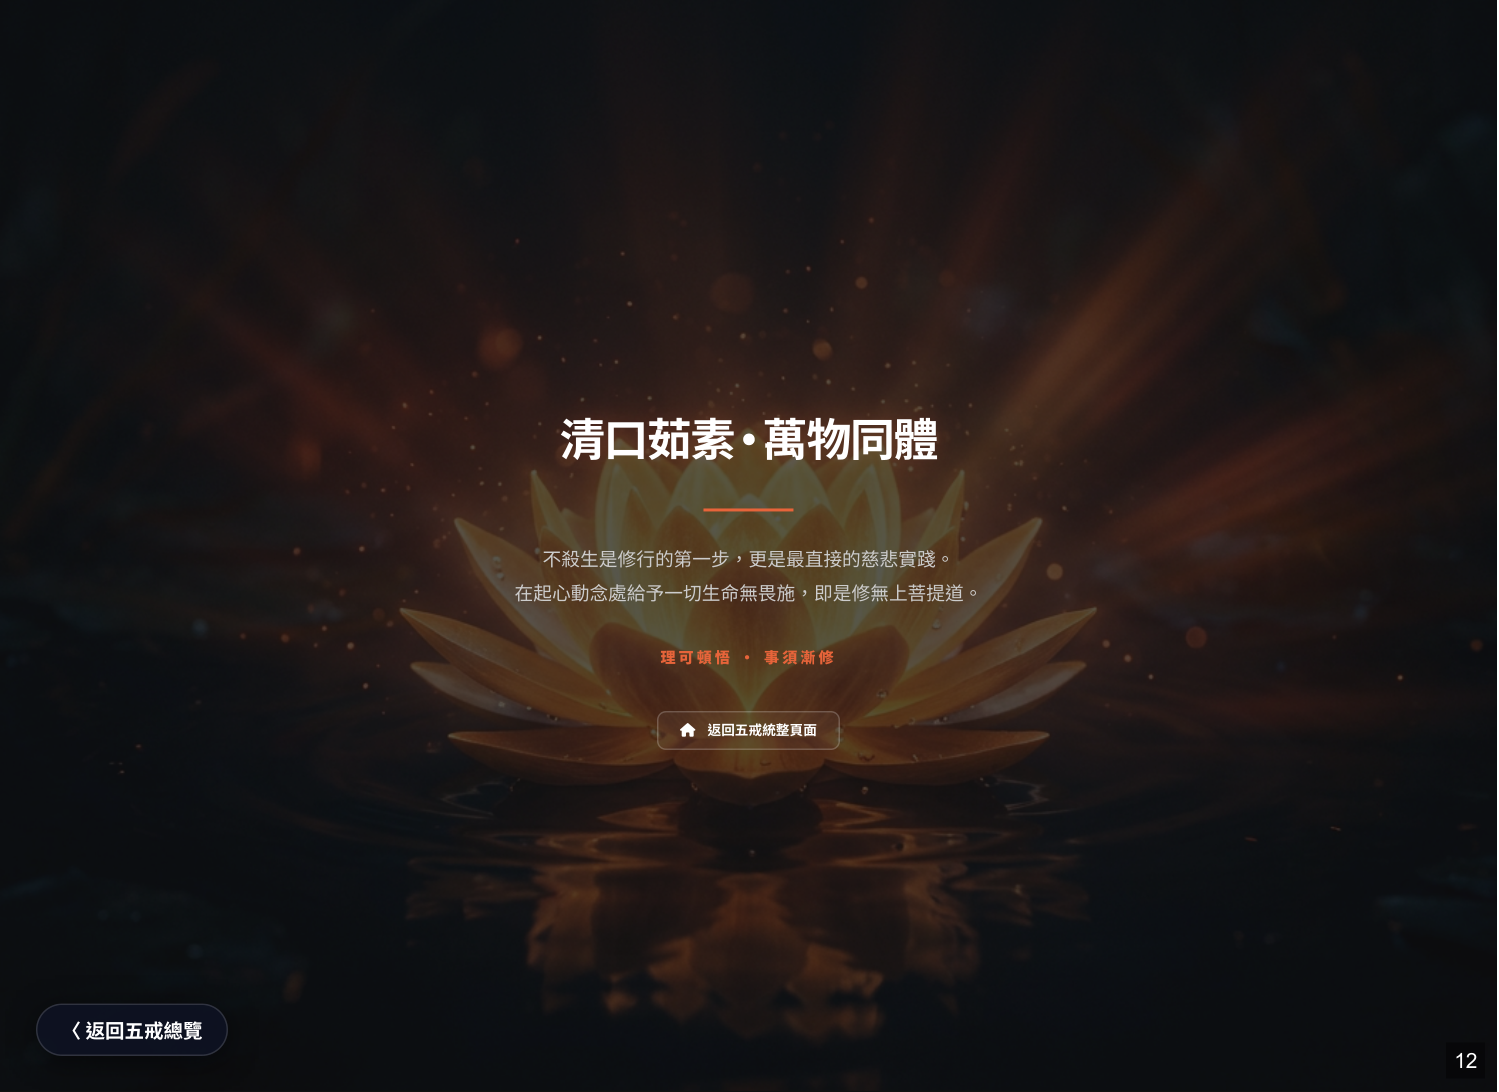 清口茹素•萬物同體
不殺生是修行的第一步，更是最直接的慈悲實踐。
在起心動念處給予一切生命無畏施，即是修無上菩提道。
理可頓悟 • 事須漸修
返回五戒統整頁面
〈 返回五戒總覽
12